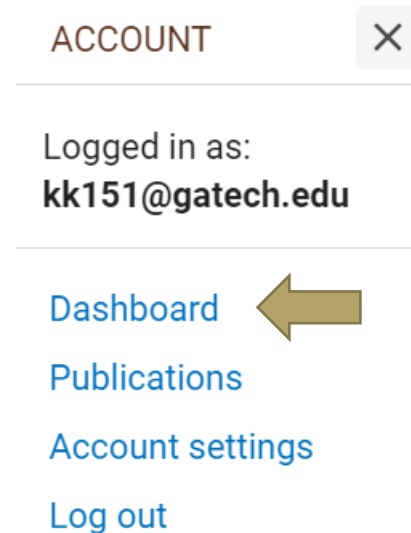 ACCOUNT
Logged in as:
kk151@gatech.edu
Dashboard
Publications
Account settings
Log out